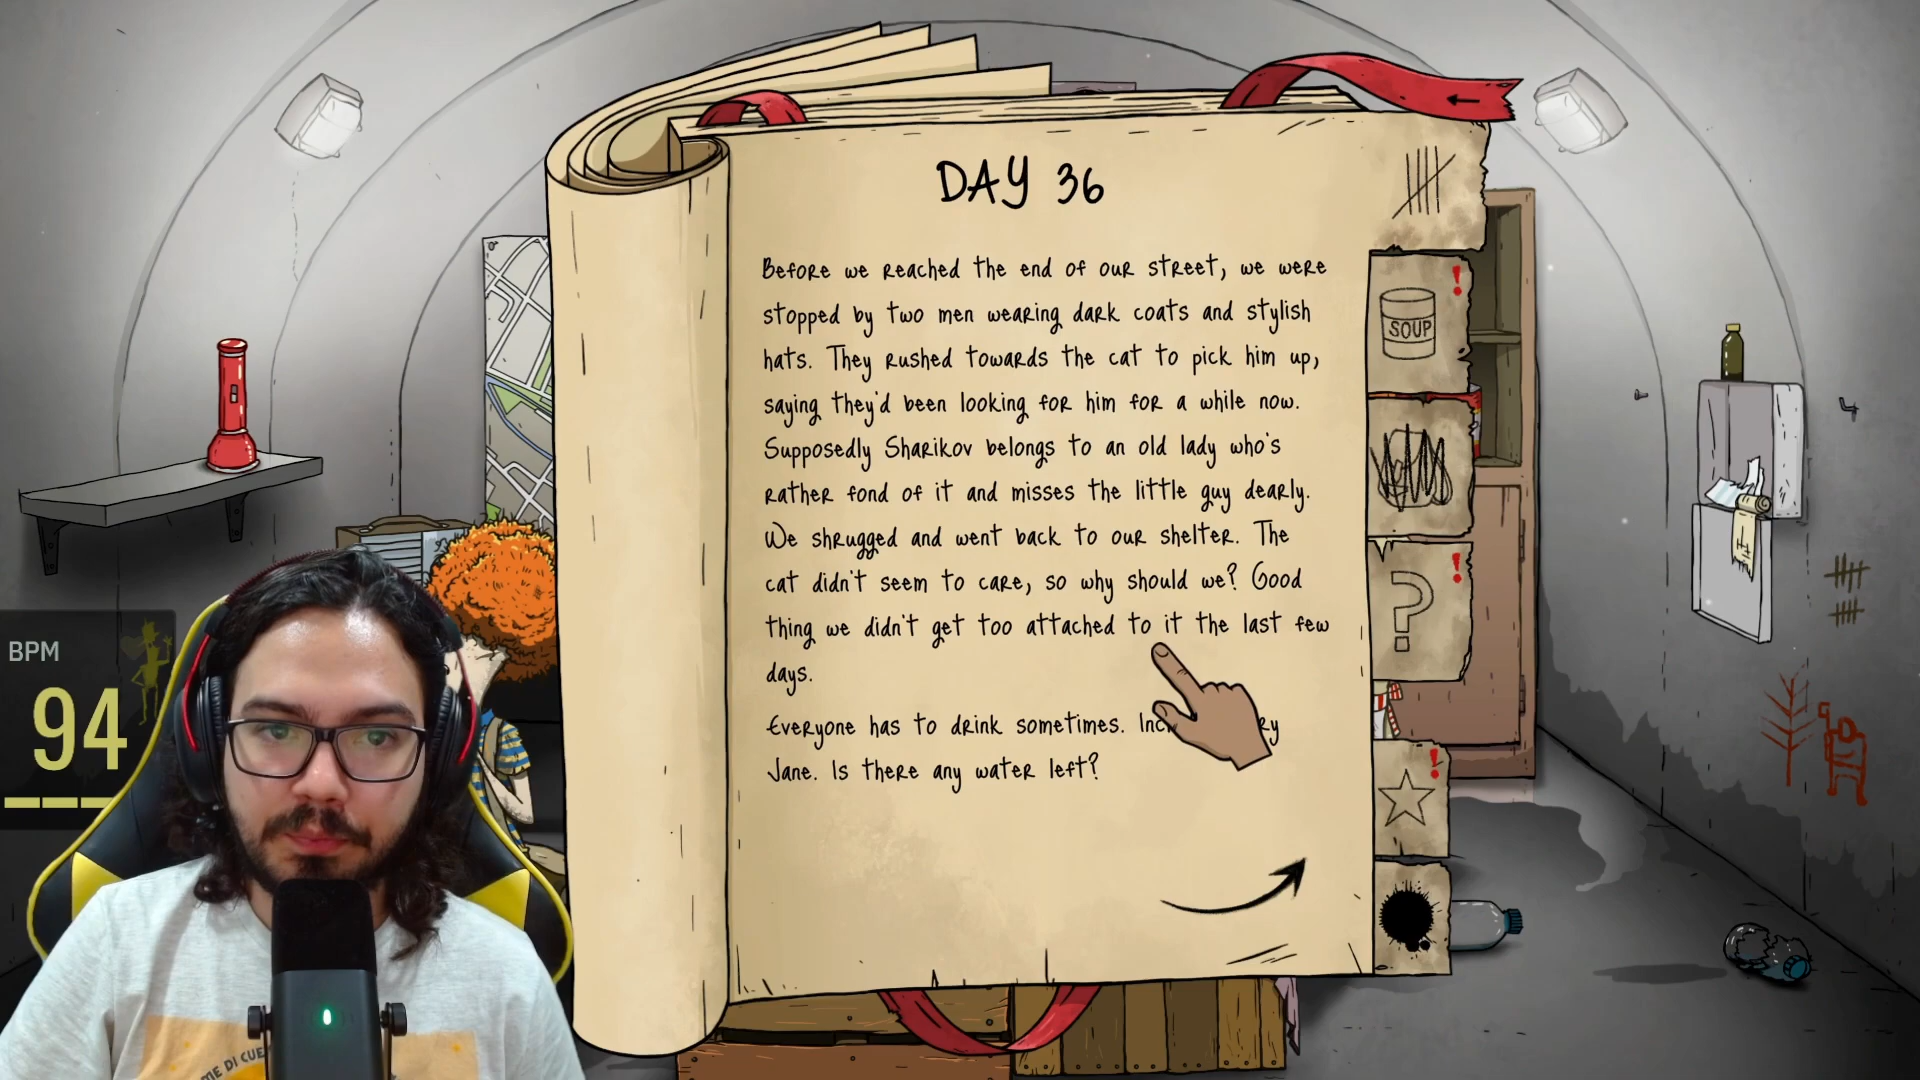 DAY 36
Before we reached the end of our street, we were
stopped by two men wearing dark coats and stylish
hats. They rushed towards the cat to pick him up,
saying they'd been looking for him for a while now.
Supposedly Sharikov belongs to an old lady who's
rather fond of it and misses the little guy dearly.
We shrugged and went back to our shelter. The
cat didn't seem to care, so why should we? Good
thing we didn't get too attached to it the last few
days.
Everyone has to drink sometimes.
Jane. Is there any water left?
SOUP
!
!
?
!
BPM
94
ME DI CUE